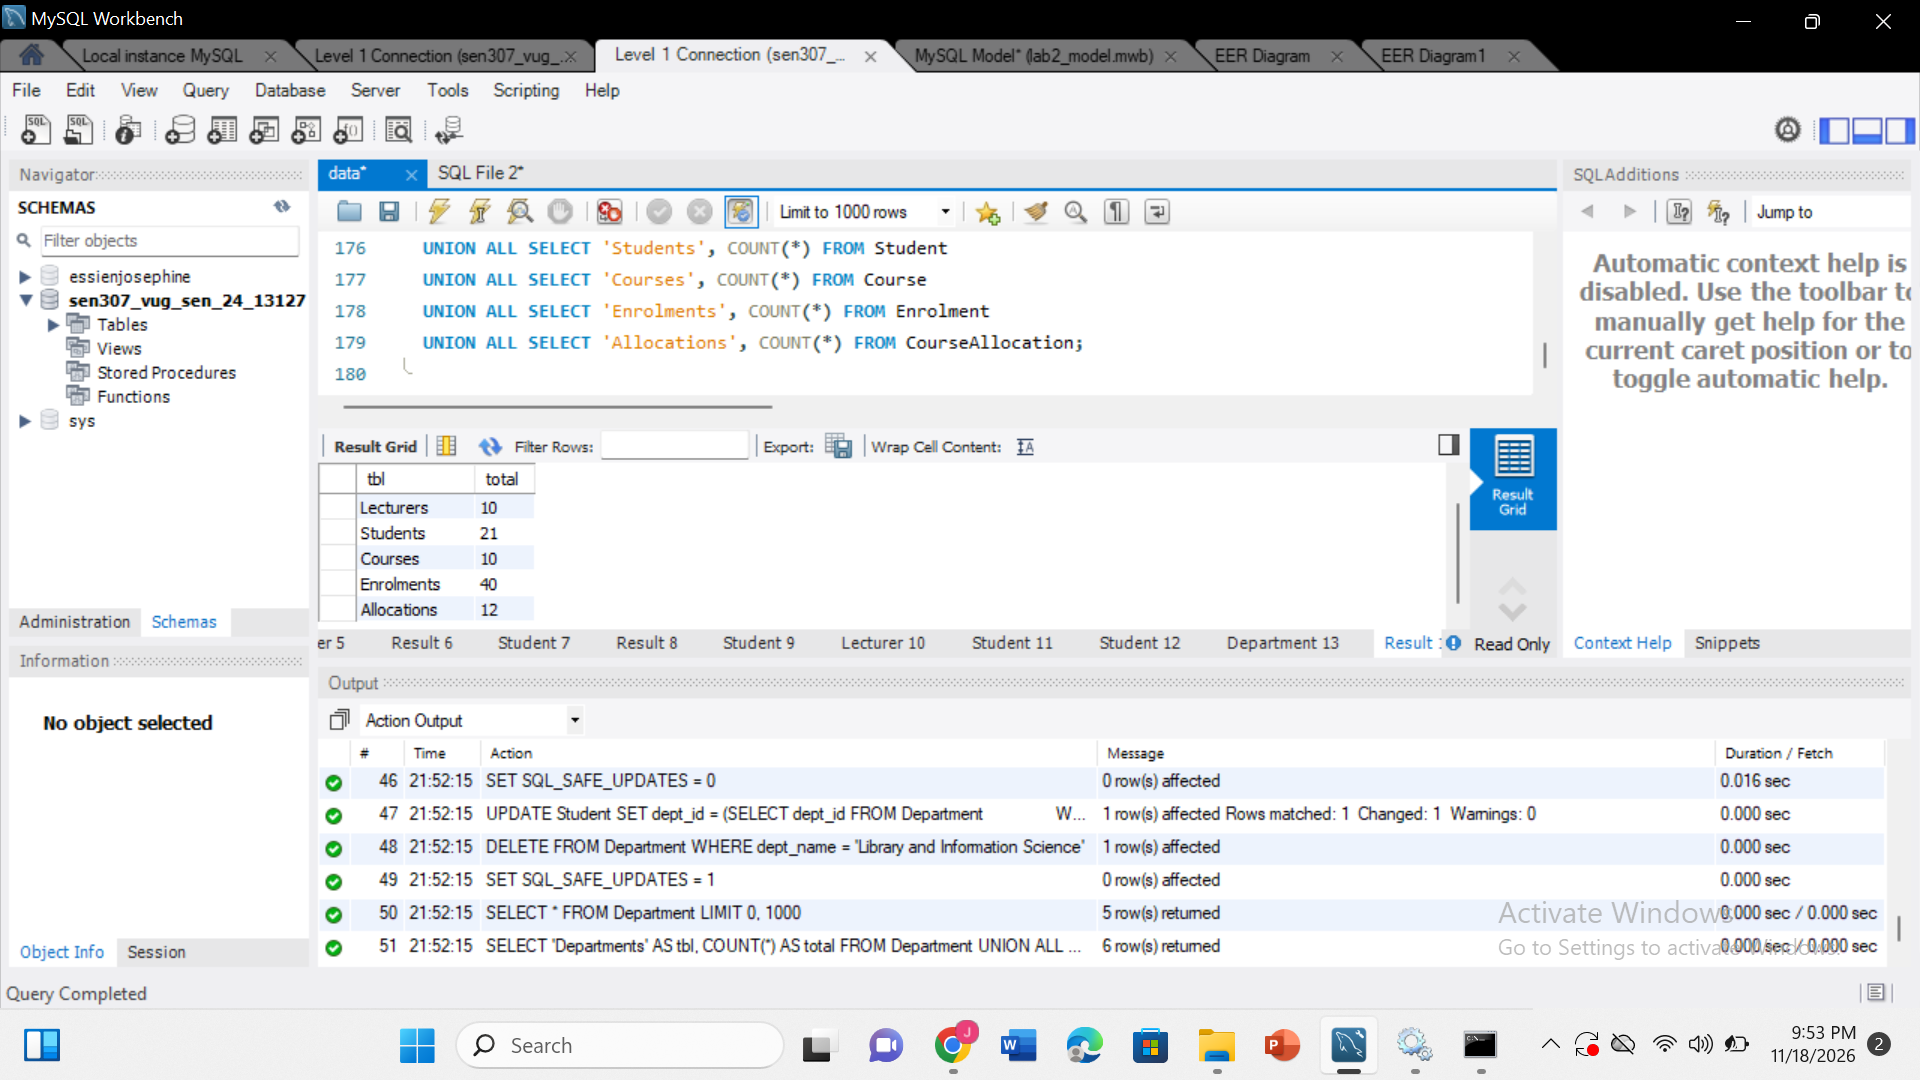 MySQL Workbench
Local instance MySQL
Level 1 Connection (sen307_vug_...
Level 1 Connection (sen307_...
MySQL Model* (lab2_model.mwb)
EER Diagram
EER Diagram1
File Edit View Query Database Server Tools Scripting Help
Navigator
SCHEMAS
Filter objects
essienjosephine
sen307_vug_sen_24_13127
Tables
Views
Stored Procedures
Functions
sys
Administration Schemas
Information
No object selected
Object Info Session
data*
SQL File 2*
Limit to 1000 rows
176 UNION ALL SELECT 'Students', COUNT(*) FROM Student
177 UNION ALL SELECT 'Courses', COUNT(*) FROM Course
178 UNION ALL SELECT 'Enrolments', COUNT(*) FROM Enrolment
179 UNION ALL SELECT 'Allocations', COUNT(*) FROM CourseAllocation;
180
Result Grid Filter Rows: Export: Wrap Cell Content:
tbl total
Lecturers 10
Students 21
Courses 10
Enrolments 40
Allocations 12
Result Grid
er 5 Result 6 Student 7 Result 8 Student 9 Lecturer 10 Student 11 Student 12 Department 13 Result 1 Read Only
SQLAdditions
Jump to
Automatic context help is
disabled. Use the toolbar to
manually get help for the
current caret position or to
toggle automatic help.
Context Help Snippets
Output
Action Output
# Time Action Message Duration / Fetch
46 21:52:15 SET SQL_SAFE_UPDATES = 0 0 row(s) affected 0.016 sec
47 21:52:15 UPDATE Student SET dept_id = (SELECT dept_id FROM Department W... 1 row(s) affected Rows matched: 1 Changed: 1 Warnings: 0 0.000 sec
48 21:52:15 DELETE FROM Department WHERE dept_name = 'Library and Information Science' 1 row(s) affected 0.000 sec
49 21:52:15 SET SQL_SAFE_UPDATES = 1 0 row(s) affected 0.000 sec
50 21:52:15 SELECT * FROM Department LIMIT 0, 1000 5 row(s) returned 0.000 sec / 0.000 sec
51 21:52:15 SELECT 'Departments' AS tbl, COUNT(*) AS total FROM Department UNION ALL ... 6 row(s) returned 0.000 sec / 0.000 sec
Activate Windows
Go to Settings to activate Windows.
Query Completed
Search
J
W
P
9:53 PM
11/18/2026
2